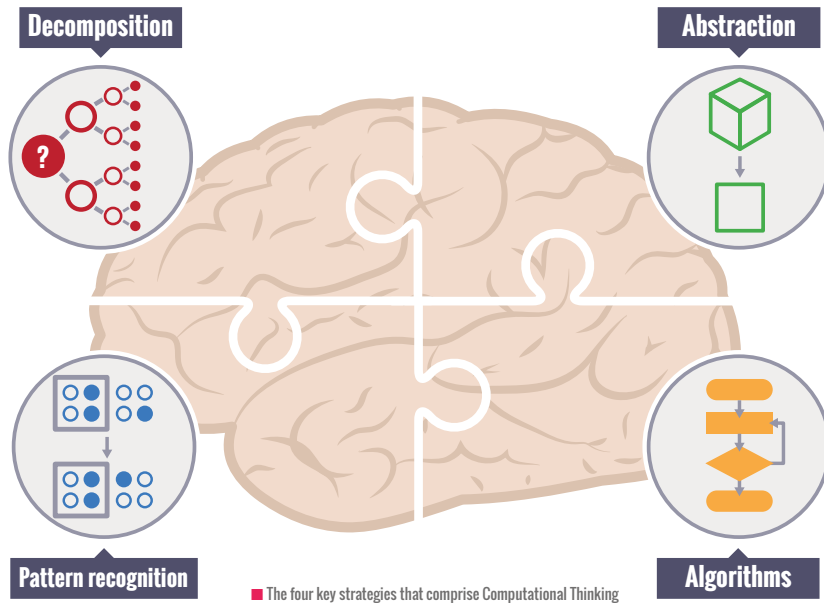 Decomposition
Abstraction
?
Pattern recognition
Algorithms
The four key strategies that comprise Computational Thinking